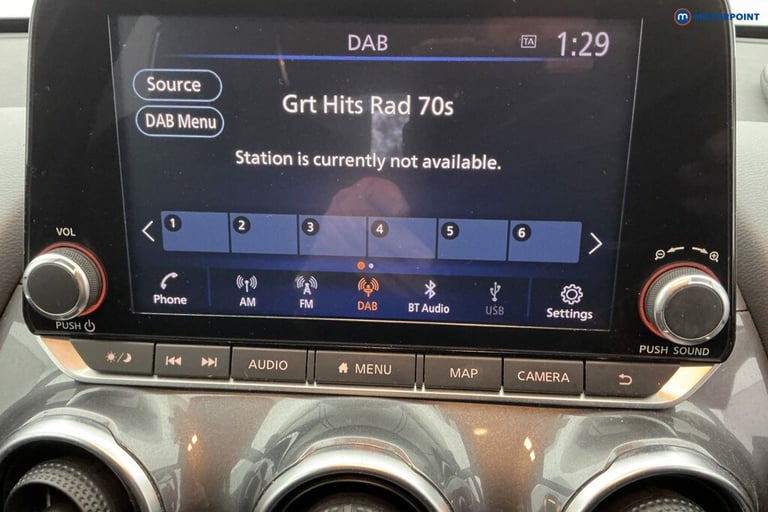 MOTORPOINT
DAB
TA
1:29
Source
Grt Hits Rad 70s
DAB Menu
Station is currently not available.
1 2 3 4 5 6
VOL
Phone AM FM DAB BT Audio USB Settings
PUSH
PUSH SOUND
AUDIO MENU MAP CAMERA